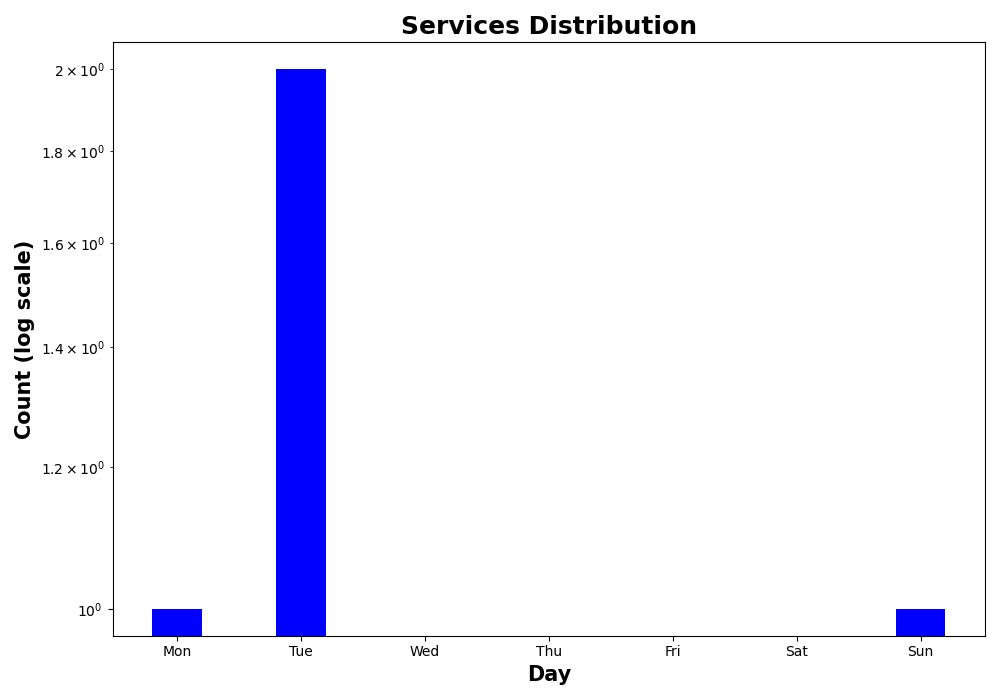 Services Distribution
Count (log scale)
2 × 10⁰
1.8 × 10⁰
1.6 × 10⁰
1.4 × 10⁰
1.2 × 10⁰
10⁰
Mon Tue Wed Thu Fri Sat Sun
Day